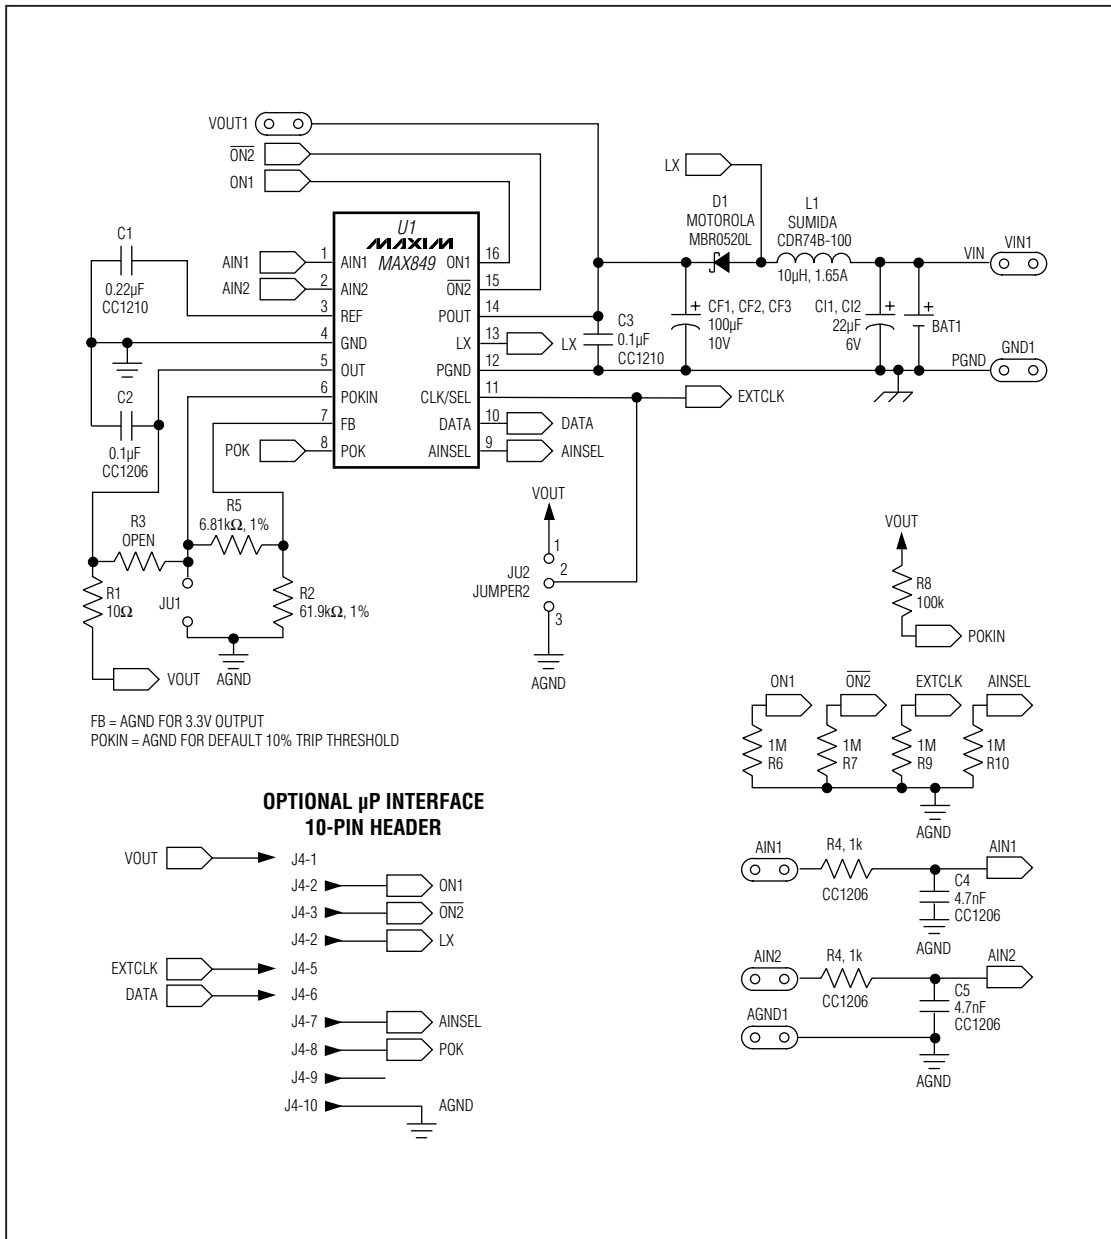 VOUT1
ON2
ON1
LX
D1
MOTOROLA
MBR0520L
L1
SUMIDA
CDR74B-100
10µH, 1.65A
VIN
VIN1
C1
0.22µF
CC1210
AIN1
AIN2
U1
MAXIM
MAX849
1 AIN1
2 AIN2
3 REF
4 GND
5 OUT
6 POKIN
7 FB
8 POK
ON1 16
ON2 15
POUT 14
LX 13
PGND 12
CLK/SEL 11
DATA 10
AINSEL 9
LX
C3
0.1µF
CC1210
+
CF1, CF2, CF3
100µF
10V
+
CI1, CI2
22µF
6V
+
BAT1
PGND
GND1
EXTCLK
DATA
AINSEL
C2
0.1µF
CC1206
POK
R3
OPEN
R5
6.81kΩ, 1%
R1
10Ω
JU1
R2
61.9kΩ, 1%
VOUT
AGND
VOUT
1
JU2
JUMPER2
2
3
AGND
VOUT
R8
100k
POKIN
FB = AGND FOR 3.3V OUTPUT
POKIN = AGND FOR DEFAULT 10% TRIP THRESHOLD
ON1
ON2
EXTCLK
AINSEL
1M
R6
1M
R7
1M
R9
1M
R10
AGND
OPTIONAL µP INTERFACE
10-PIN HEADER
VOUT
J4-1
J4-2
ON1
J4-3
ON2
J4-2
LX
EXTCLK
J4-5
DATA
J4-6
J4-7
AINSEL
J4-8
POK
J4-9
J4-10
AGND
AIN1
R4, 1k
CC1206
AIN1
C4
4.7nF
CC1206
AGND
AIN2
R4, 1k
CC1206
AIN2
C5
4.7nF
CC1206
AGND1
AGND